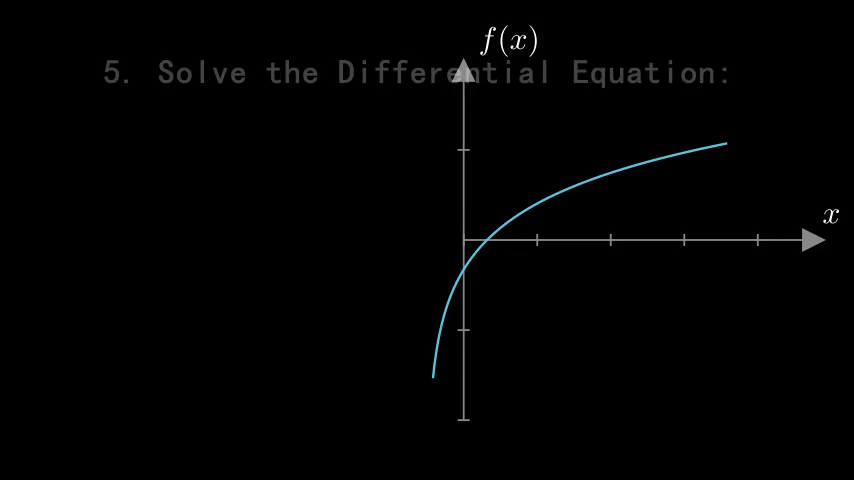 f(x)
5. Solve the Differential Equation:
x